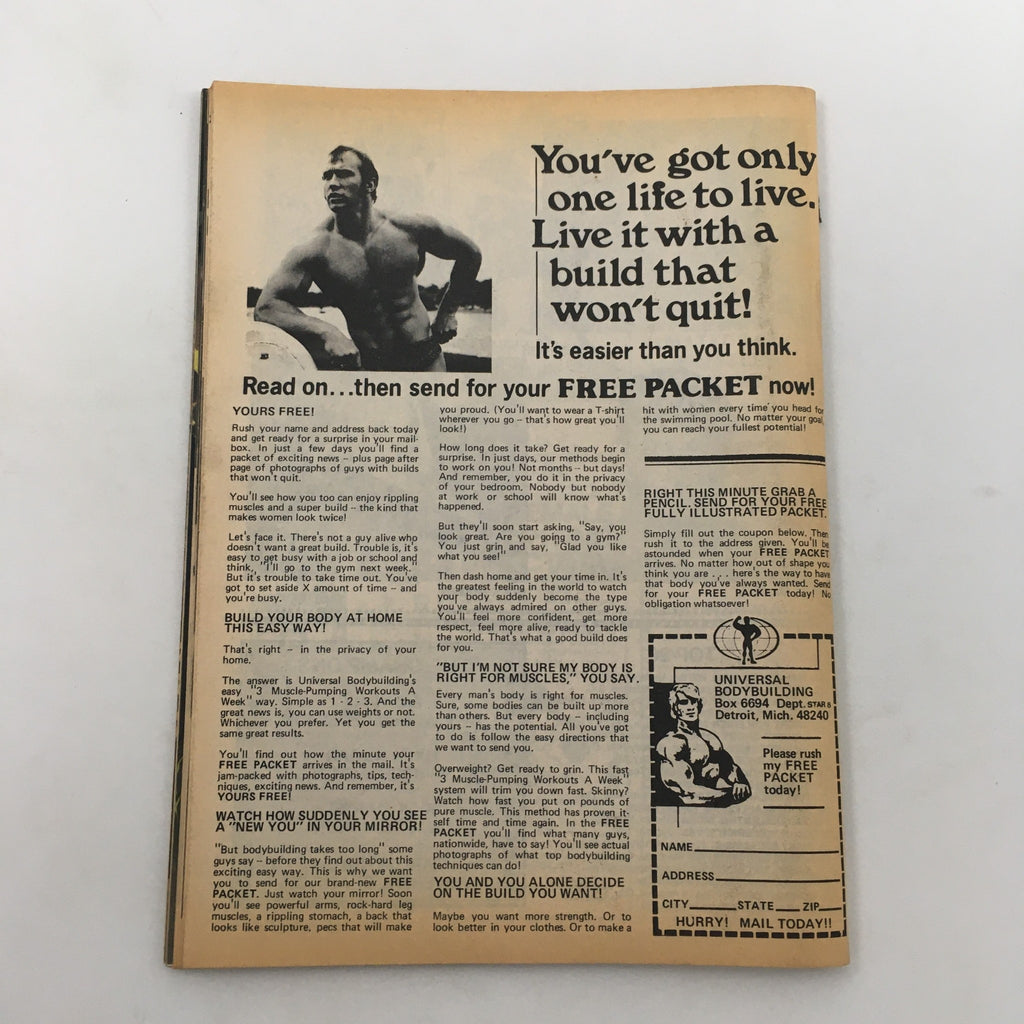 You've got only
one life to live.
Live it with a
build that
won't quit!
It's easier than you think.
Read on...then send for your FREE PACKET now!
YOURS FREE!
Rush your name and address back today
and get ready for a surprise in your mail-
box. In just a few days you'll find a
packet of exciting news -- plus page after
page of photographs of guys with builds
that won't quit.
You'll see how you too can enjoy rippling
muscles and a super build -- the kind that
makes women look twice!
Let's face it. There's not a guy alive who
doesn't want a great build. Trouble is, it's
easy to get busy with a job or school and
think, "I'll go to the gym next week."
But it's trouble to take time out. You've
got to set aside X amount of time -- and
you're busy.
BUILD YOUR BODY AT HOME
THIS EASY WAY!
That's right -- in the privacy of your
home.
The answer is Universal Bodybuilding's
easy "3 Muscle-Pumping Workouts A
Week" way. Simple as 1 - 2 - 3. And the
great news is, you can use weights or not.
Whichever you prefer. Yet you get the
same great results.
You'll find out how the minute your
FREE PACKET arrives in the mail. It's
jam-packed with photographs, tips, tech-
niques, exciting news. And remember, it's
YOURS FREE!
WATCH HOW SUDDENLY YOU SEE
A "NEW YOU" IN YOUR MIRROR!
"But bodybuilding takes too long" some
guys say -- before they find out about this
exciting easy way. This is why we want
you to send for our brand-new FREE
PACKET. Just watch your mirror! Soon
you'll see powerful arms, rock-hard leg
muscles, a rippling stomach, a back that
looks like sculpture, pecs that will make
you proud. (You'll want to wear a T-shirt
wherever you go -- that's how great you'll
look!)
How long does it take? Get ready for a
surprise. In just days, our methods begin
to work on you! Not months -- but days!
And remember, you do it in the privacy
of your bedroom. Nobody but nobody
at work or school will know what's
happened.
But they'll soon start asking, "Say, you
look great. Are you going to a gym?"
You just grin and say, "Glad you like
what you see!"
Then dash home and get your time in. It's
the greatest feeling in the world to watch
your body suddenly become the type
you've always admired on other guys.
You'll feel more confident, get more
respect, feel more alive, ready to tackle
the world. That's what a good build does
for you.
"BUT I'M NOT SURE MY BODY IS
RIGHT FOR MUSCLES," YOU SAY.
Every man's body is right for muscles.
Sure, some bodies can be built up more
than others. But every body -- including
yours -- has the potential. All you've got
to do is follow the easy directions that
we want to send you.
Overweight? Get ready to grin. This fast
"3 Muscle-Pumping Workouts A Week"
system will trim you down fast. Skinny?
Watch how fast you put on pounds of
pure muscle. This method has proven it-
self time and time again. In the FREE
PACKET you'll find what many guys,
nationwide, have to say! You'll see actual
photographs of what top bodybuilding
techniques can do!
YOU AND YOU ALONE DECIDE
ON THE BUILD YOU WANT!
Maybe you want more strength. Or to
look better in your clothes. Or to make a
hit with women every time you head for
the swimming pool. No matter your goal,
you can reach your fullest potential!
RIGHT THIS MINUTE GRAB A
PENCIL. SEND FOR YOUR FREE
FULLY ILLUSTRATED PACKET.
Simply fill out the coupon below. Then
rush it to the address given. You'll be
astounded when your FREE PACKET
arrives. No matter how out of shape you
think you are . . . here's the way to have
that body you've always wanted. Send
for your FREE PACKET today! No
obligation whatsoever!
UNIVERSAL
BODYBUILDING
Box 6694 Dept. STAR 8
Detroit, Mich. 48240
Please rush
my FREE
PACKET
today!
NAME
ADDRESS
CITY STATE ZIP
HURRY! MAIL TODAY!!